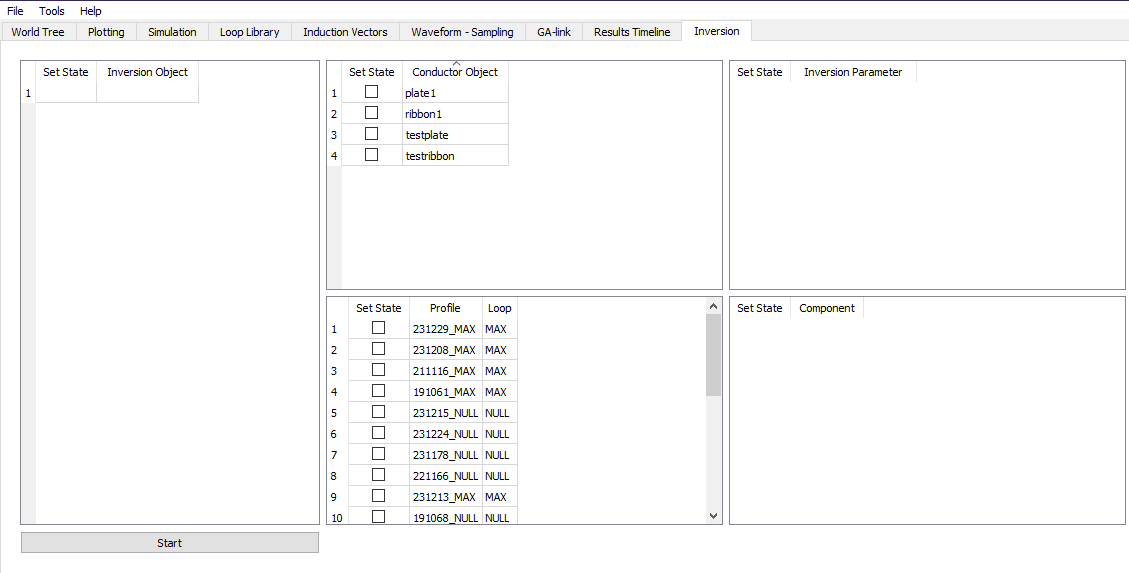 File Tools Help
World Tree Plotting Simulation Loop Library Induction Vectors Waveform - Sampling GA-link Results Timeline Inversion
Set State Inversion Object
1
Set State Conductor Object
1 plate1
2 ribbon1
3 testplate
4 testribbon
Set State Inversion Parameter
Set State Profile Loop
1 231229_MAX MAX
2 231208_MAX MAX
3 211116_MAX MAX
4 191061_MAX MAX
5 231215_NULL NULL
6 231224_NULL NULL
7 231178_NULL NULL
8 221166_NULL NULL
9 231213_MAX MAX
10 191068_NULL NULL
Set State Component
Start